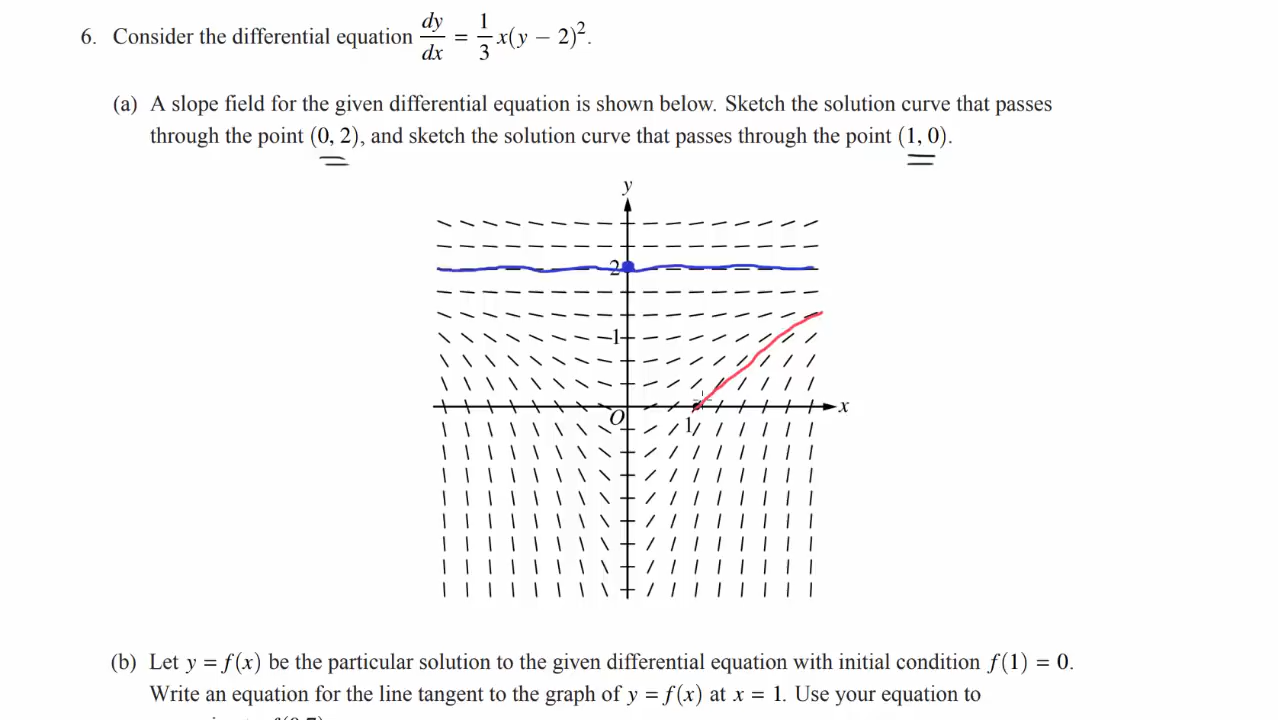 6. Consider the differential equation dy/dx = 1/3 x(y − 2)².
(a) A slope field for the given differential equation is shown below. Sketch the solution curve that passes
through the point (0, 2), and sketch the solution curve that passes through the point (1, 0).
y
2
1
x
O
1
(b) Let y = f(x) be the particular solution to the given differential equation with initial condition f(1) = 0.
Write an equation for the line tangent to the graph of y = f(x) at x = 1. Use your equation to